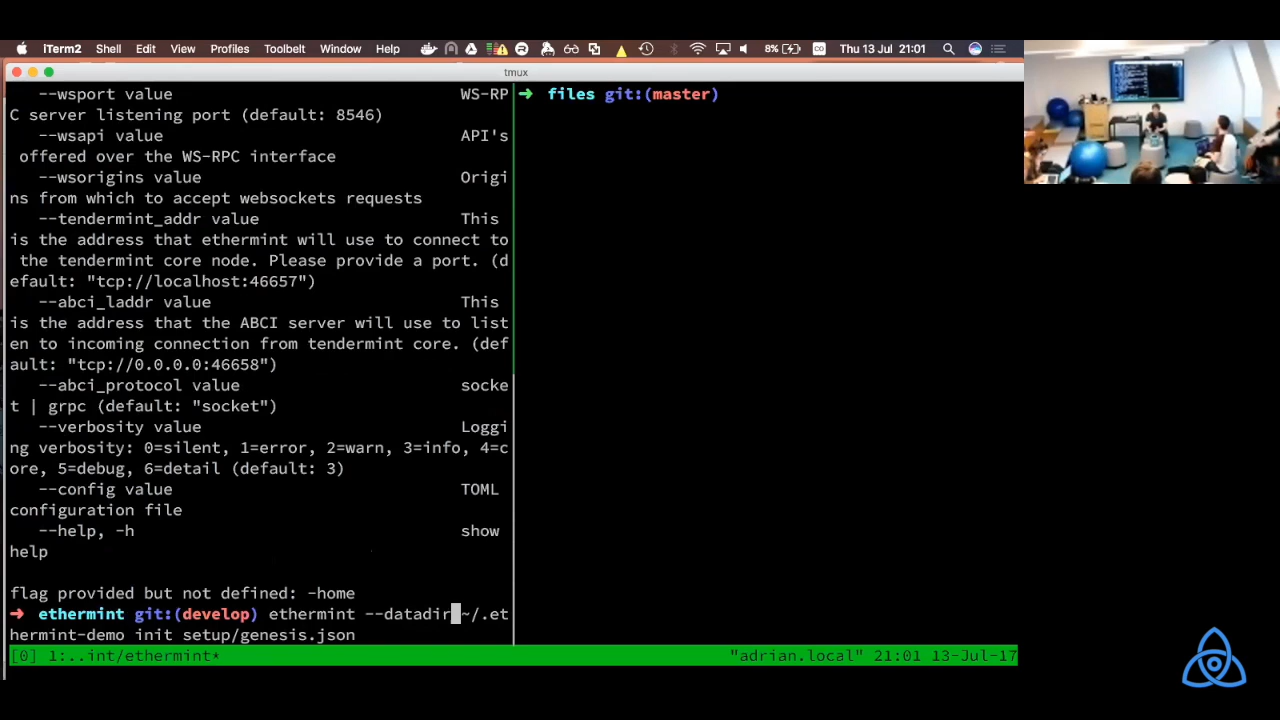 iTerm2 Shell Edit View Profiles Toolbelt Window Help 8% CO Thu 13 Jul 21:01
tmux
--wsport value WS-RP
C server listening port (default: 8546)
--wsapi value API's
offered over the WS-RPC interface
--wsorigins value Origi
ns from which to accept websockets requests
--tendermint_addr value This
is the address that ethermint will use to connect to
the tendermint core node. Please provide a port. (d
efault: "tcp://localhost:46657")
--abci_laddr value This
is the address that the ABCI server will use to list
en to incoming connection from tendermint core. (def
ault: "tcp://0.0.0.0:46658")
--abci_protocol value socke
t | grpc (default: "socket")
--verbosity value Loggi
ng verbosity: 0=silent, 1=error, 2=warn, 3=info, 4=c
ore, 5=debug, 6=detail (default: 3)
--config value TOML
configuration file
--help, -h show
help
flag provided but not defined: -home
➜ ethermint git:(develop) ethermint --datadir ~/.et
hermint-demo init setup/genesis.json
➜ files git:(master)
[0] 1:..int/ethermint* "adrian.local" 21:01 13-Jul-17